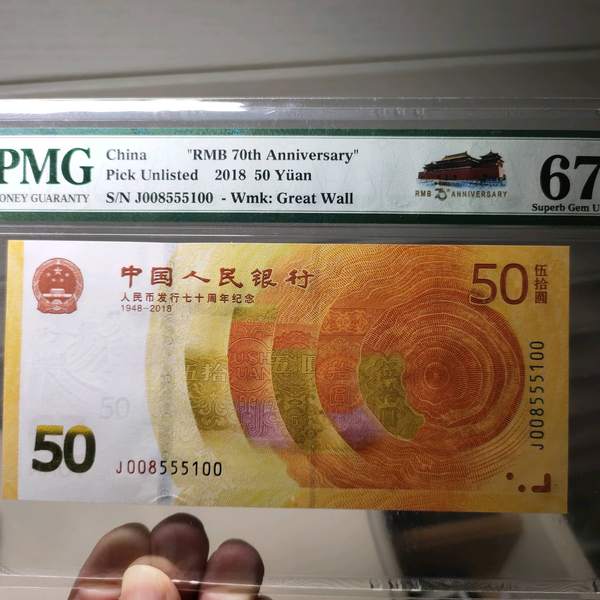 PMG
ONEY GUARANTY
China "RMB 70th Anniversary"
Pick Unlisted 2018 50 Yüan
S/N J008555100 - Wmk: Great Wall
RMB 70 ANNIVERSARY
67
Superb Gem U
中国人民银行
人民币发行七十周年纪念
1948-2018
50
伍拾圓
50
50
J008555100
J008555100